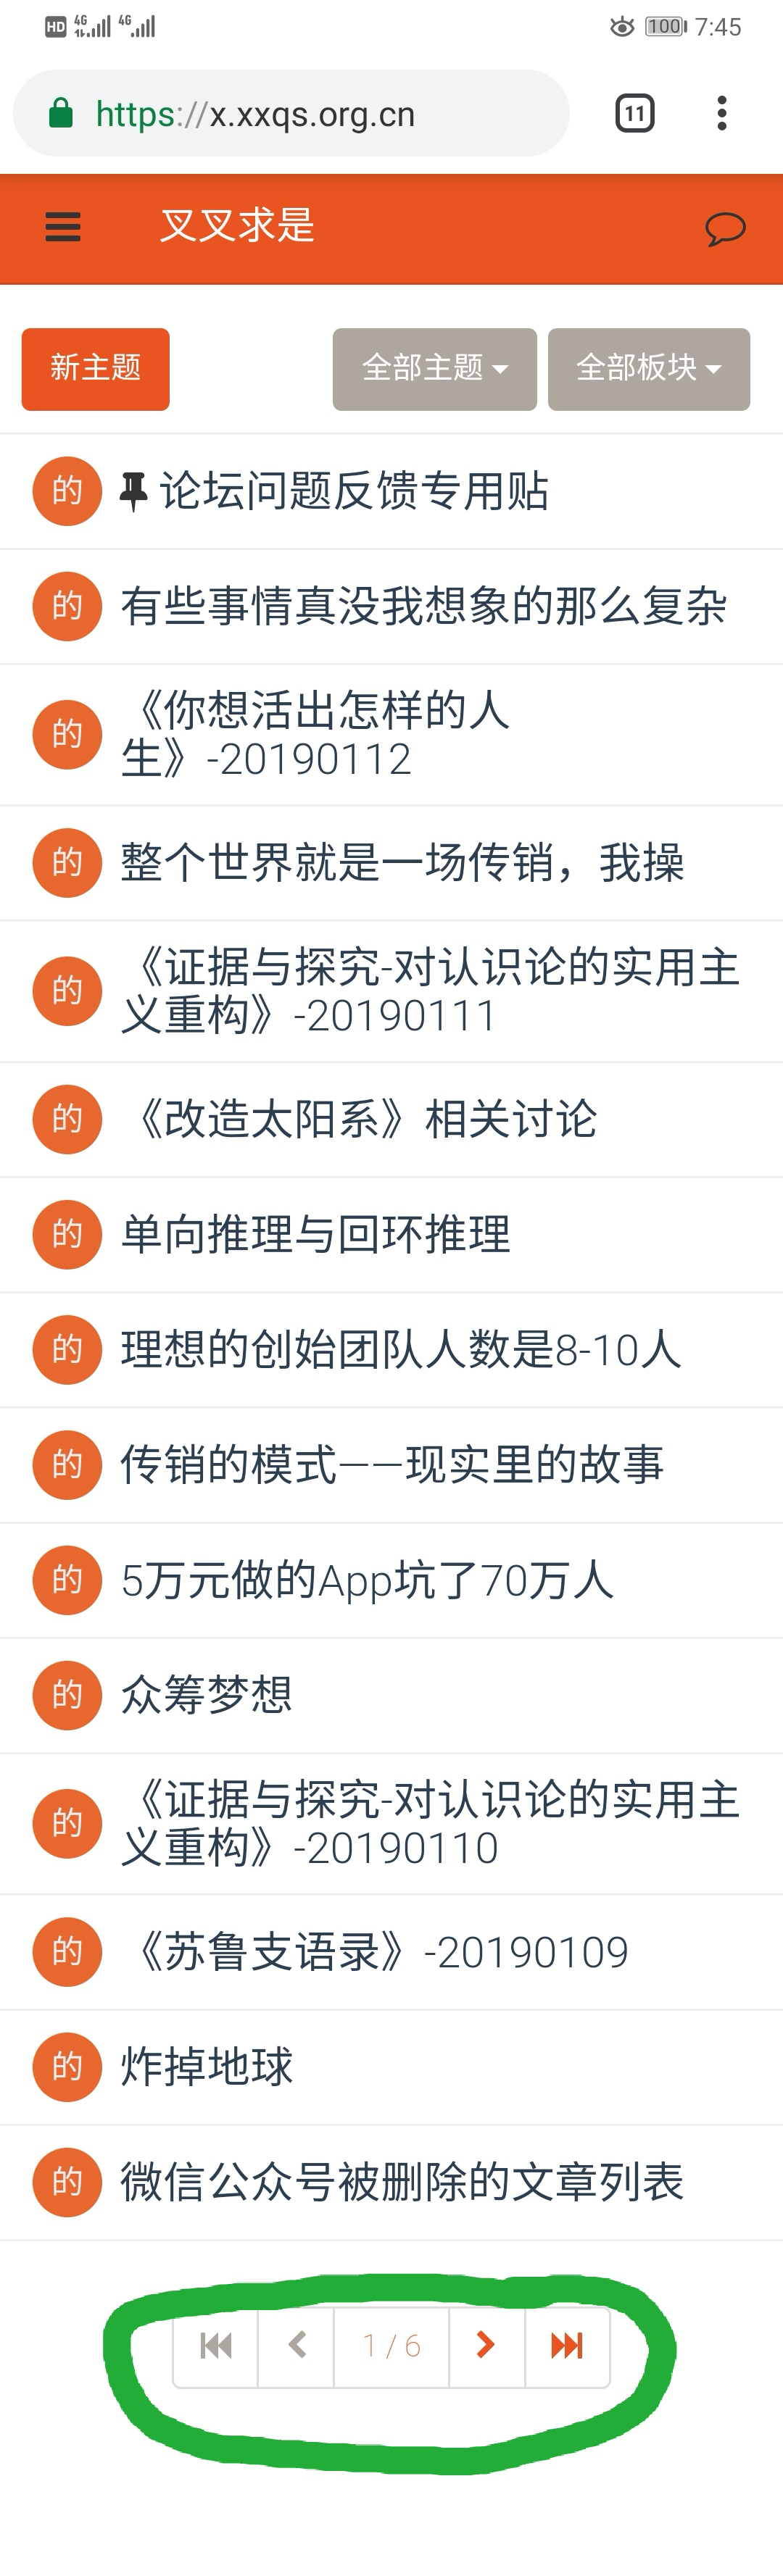 HD 4G 4G 100 7:45
https://x.xxqs.org.cn 11
叉叉求是
新主题 全部主题 全部板块
的 论坛问题反馈专用贴
的 有些事情真没我想象的那么复杂
的 《你想活出怎样的人
生》-20190112
的 整个世界就是一场传销，我操
的 《证据与探究-对认识论的实用主
义重构》-20190111
的 《改造太阳系》相关讨论
的 单向推理与回环推理
的 理想的创始团队人数是8-10人
的 传销的模式——现实里的故事
的 5万元做的App坑了70万人
的 众筹梦想
的 《证据与探究-对认识论的实用主
义重构》-20190110
的 《苏鲁支语录》-20190109
的 炸掉地球
的 微信公众号被删除的文章列表
1 / 6